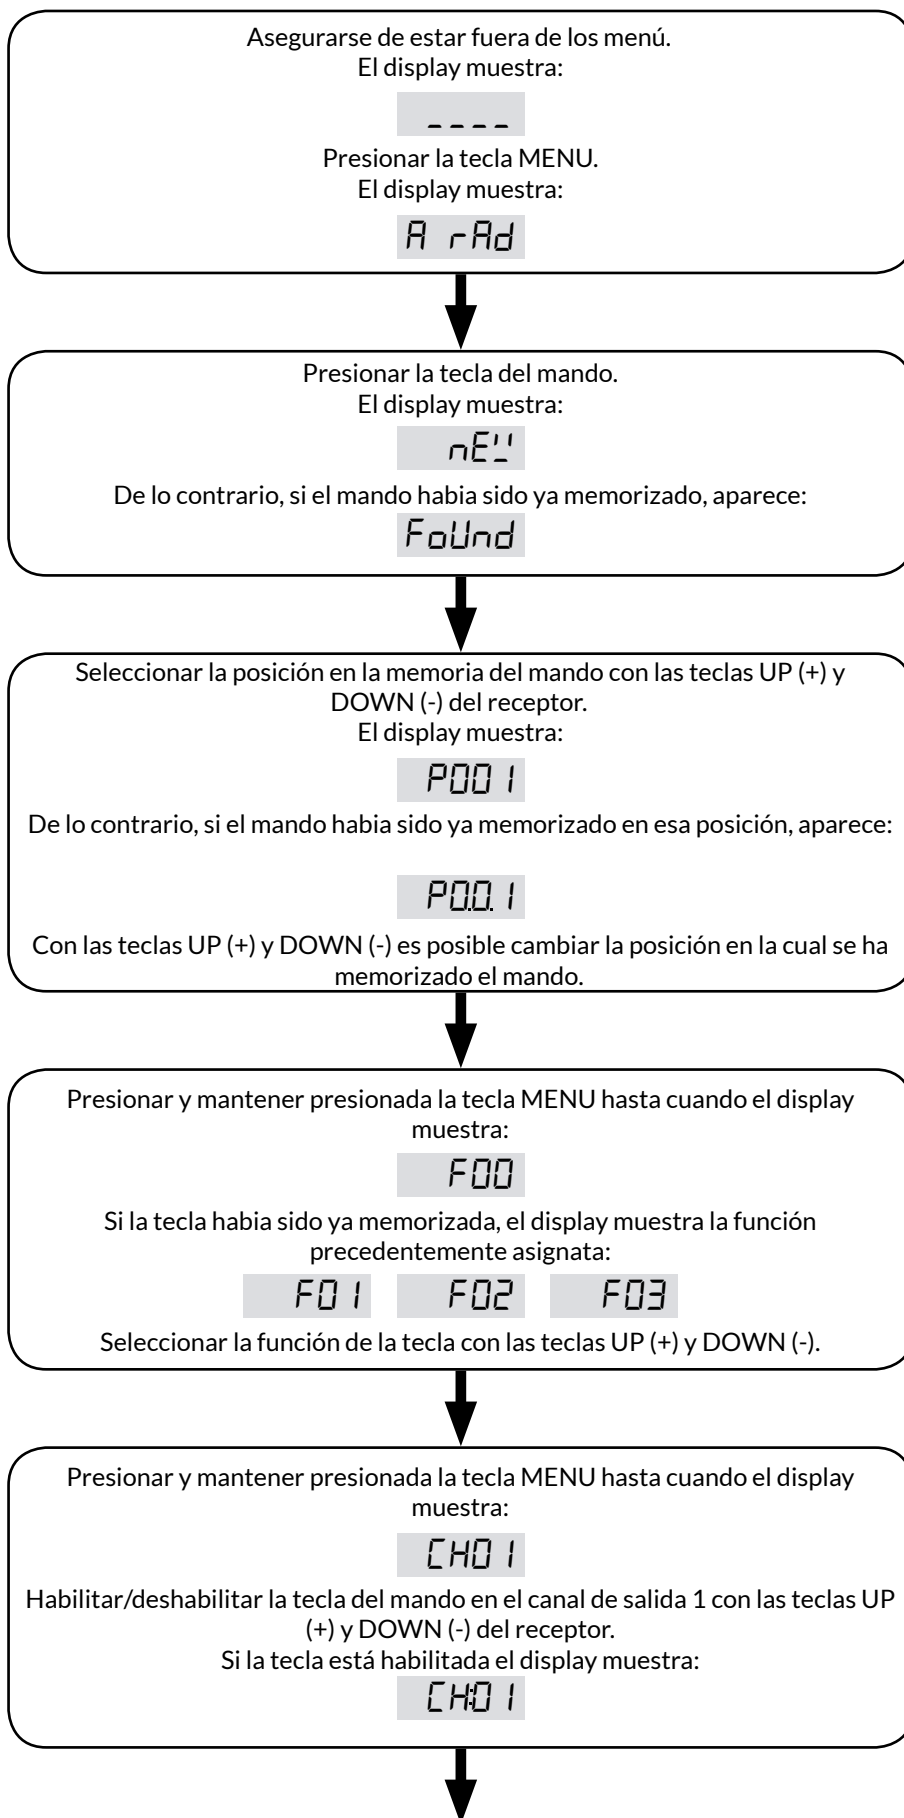 Asegurarse de estar fuera de los menú.
El display muestra:
_ _ _ _
Presionar la tecla MENU.
El display muestra:
A rAd
Presionar la tecla del mando.
El display muestra:
nEW
De lo contrario, si el mando habia sido ya memorizado, aparece:
FoUnd
Seleccionar la posición en la memoria del mando con las teclas UP (+) y
DOWN (-) del receptor.
El display muestra:
P001
De lo contrario, si el mando habia sido ya memorizado en esa posición, aparece:
P0.0.1
Con las teclas UP (+) y DOWN (-) es posible cambiar la posición en la cual se ha
memorizado el mando.
Presionar y mantener presionada la tecla MENU hasta cuando el display
muestra:
F00
Si la tecla habia sido ya memorizada, el display muestra la función
precedentemente asignata:
F01 F02 F03
Seleccionar la función de la tecla con las teclas UP (+) y DOWN (-).
Presionar y mantener presionada la tecla MENU hasta cuando el display
muestra:
CH01
Habilitar/deshabilitar la tecla del mando en el canal de salida 1 con las teclas UP
(+) y DOWN (-) del receptor.
Si la tecla está habilitada el display muestra:
CH:01